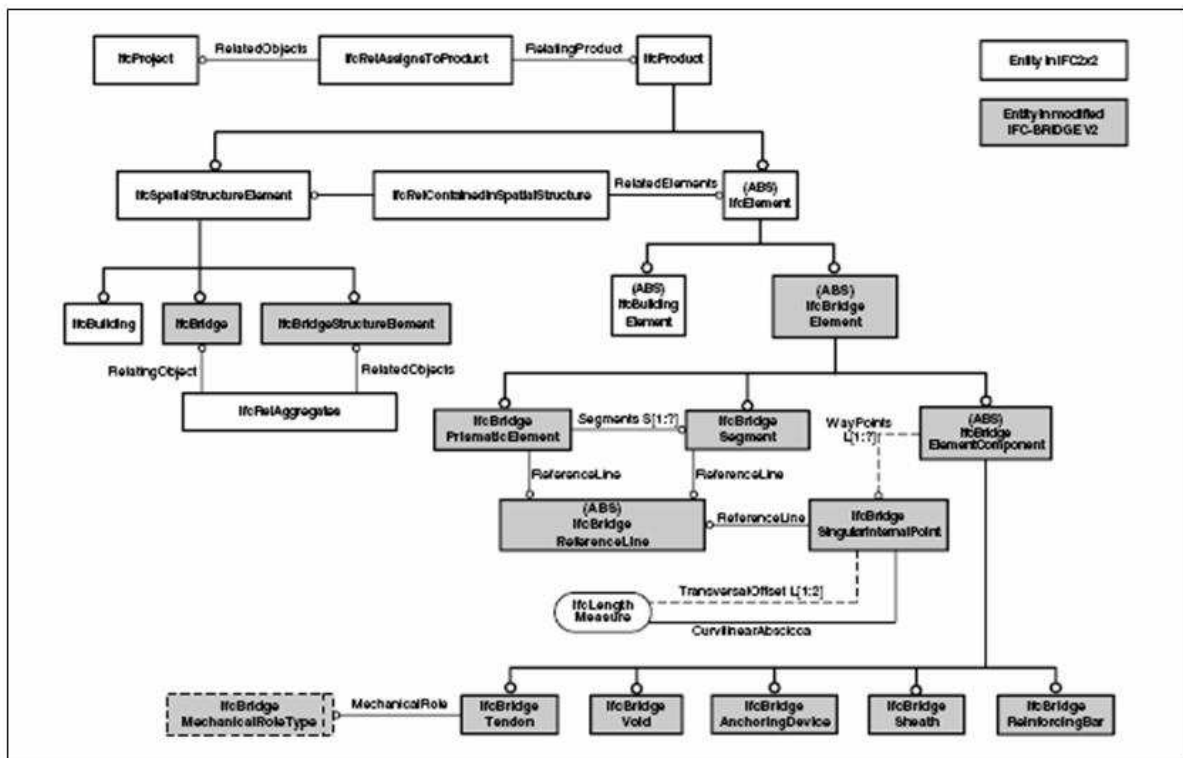 RelatedObjects
RelatingProduct
IfcProject
IfcRelAssignsToProduct
IfcProduct
Entity in IFC2x2
Entity in modified
IFC-BRIDGE V2
IfcSpatialStructureElement
IfcRelContainedInSpatialStructure
RelatedElements
(ABS)
IfcElement
IfcBuilding
IfcBridge
IfcBridgeStructureElement
(ABS)
IfcBuilding
Element
(ABS)
IfcBridge
Element
RelatingObject
RelatedObjects
IfcRelAggregates
IfcBridge
PrismaticElement
Segments S[1:?]
IfcBridge
Segment
WayPoints
L[1:?]
(ABS)
IfcBridge
ElementComponent
ReferenceLine
ReferenceLine
(ABS)
IfcBridge
ReferenceLine
ReferenceLine
IfcBridge
SingularInternalPoint
TransversalOffset L[1:2]
IfcLength
Measure
CurvilinearAbscicca
IfcBridge
MechanicalRoleType
MechanicalRole
IfcBridge
Tendon
IfcBridge
Void
IfcBridge
AnchoringDevice
IfcBridge
Sheath
IfcBridge
ReinforcingBar